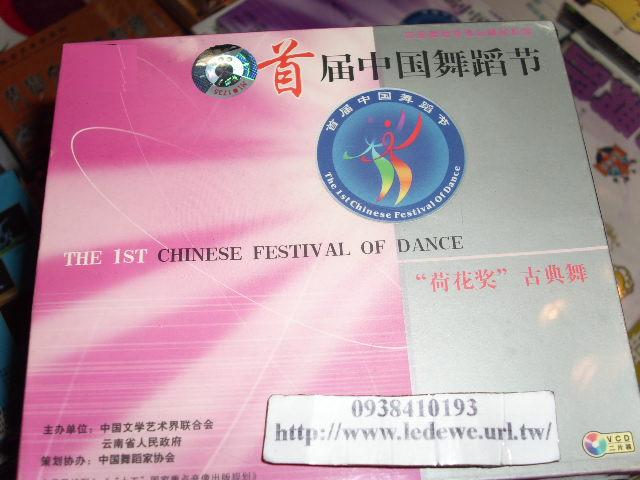 首届中国舞蹈节
首届中国舞蹈节
The 1st Chinese Festival Of Dance
THE 1ST CHINESE FESTIVAL OF DANCE
“荷花奖” 古典舞
主办单位: 中国文学艺术界联合会
云南省人民政府
策划协办: 中国舞蹈家协会
0938410193
http://www.ledewe.url.tw/
VCD
二片装